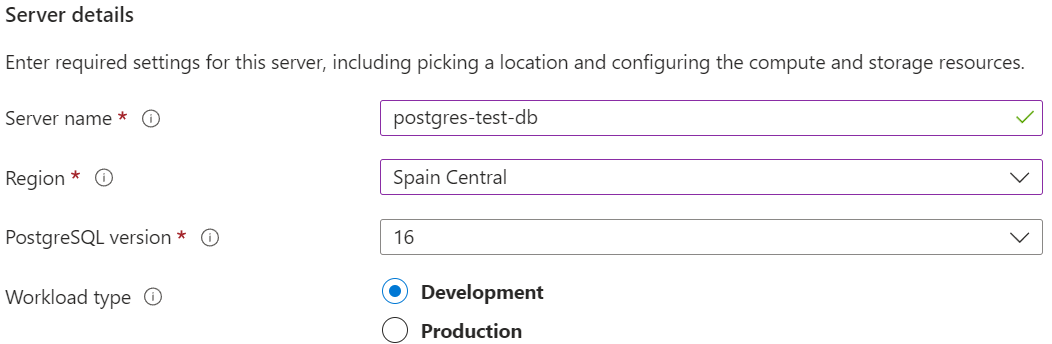 Server details
Enter required settings for this server, including picking a location and configuring the compute and storage resources.
Server name * postgres-test-db
Region * Spain Central
PostgreSQL version * 16
Workload type Development
Production